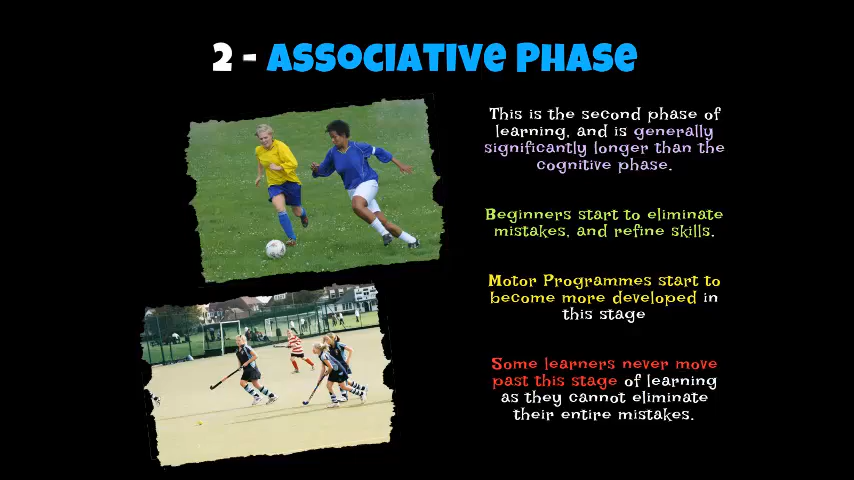 2 - ASSOCIATIVE PHASE
This is the second phase of
learning, and is generally
significantly longer than the
cognitive phase.
Beginners start to eliminate
mistakes, and refine skills.
Motor Programmes start to
become more developed in
this stage
Some learners never move
past this stage of learning
as they cannot eliminate
their entire mistakes.